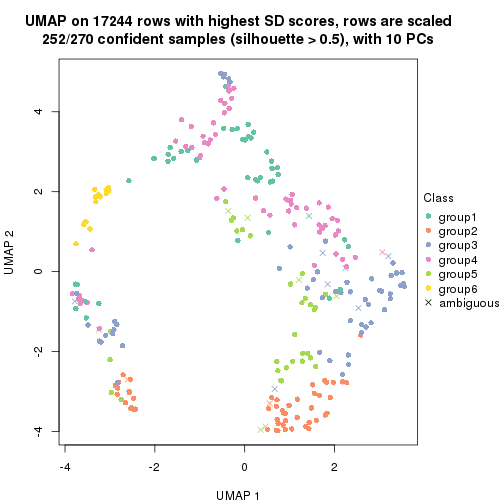 UMAP on 17244 rows with highest SD scores, rows are scaled
252/270 confident samples (silhouette > 0.5), with 10 PCs
4
2
0
-2
-4
UMAP 2
-4
-2
0
2
UMAP 1
Class
group1
group2
group3
group4
group5
group6
ambiguous